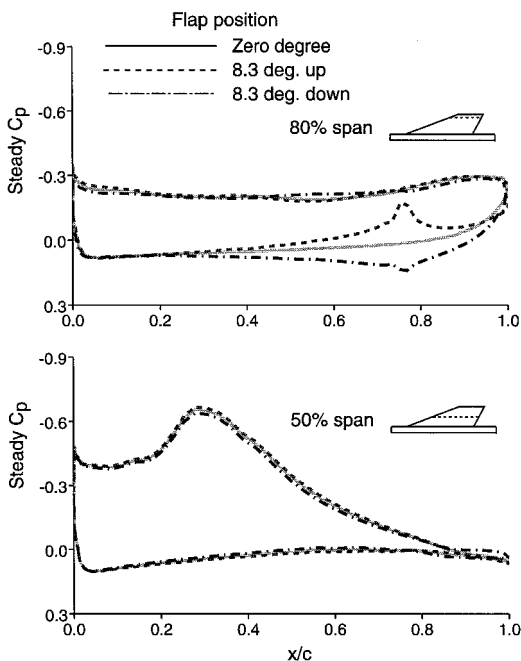 Flap position
Zero degree
8.3 deg. up
8.3 deg. down
-0.9
-0.6
-0.3
0.0
0.3
Steady Cp
80% span
0.0 0.2 0.4 0.6 0.8 1.0
-0.9
-0.6
-0.3
0.0
0.3
Steady Cp
50% span
0.0 0.2 0.4 0.6 0.8 1.0
x/c